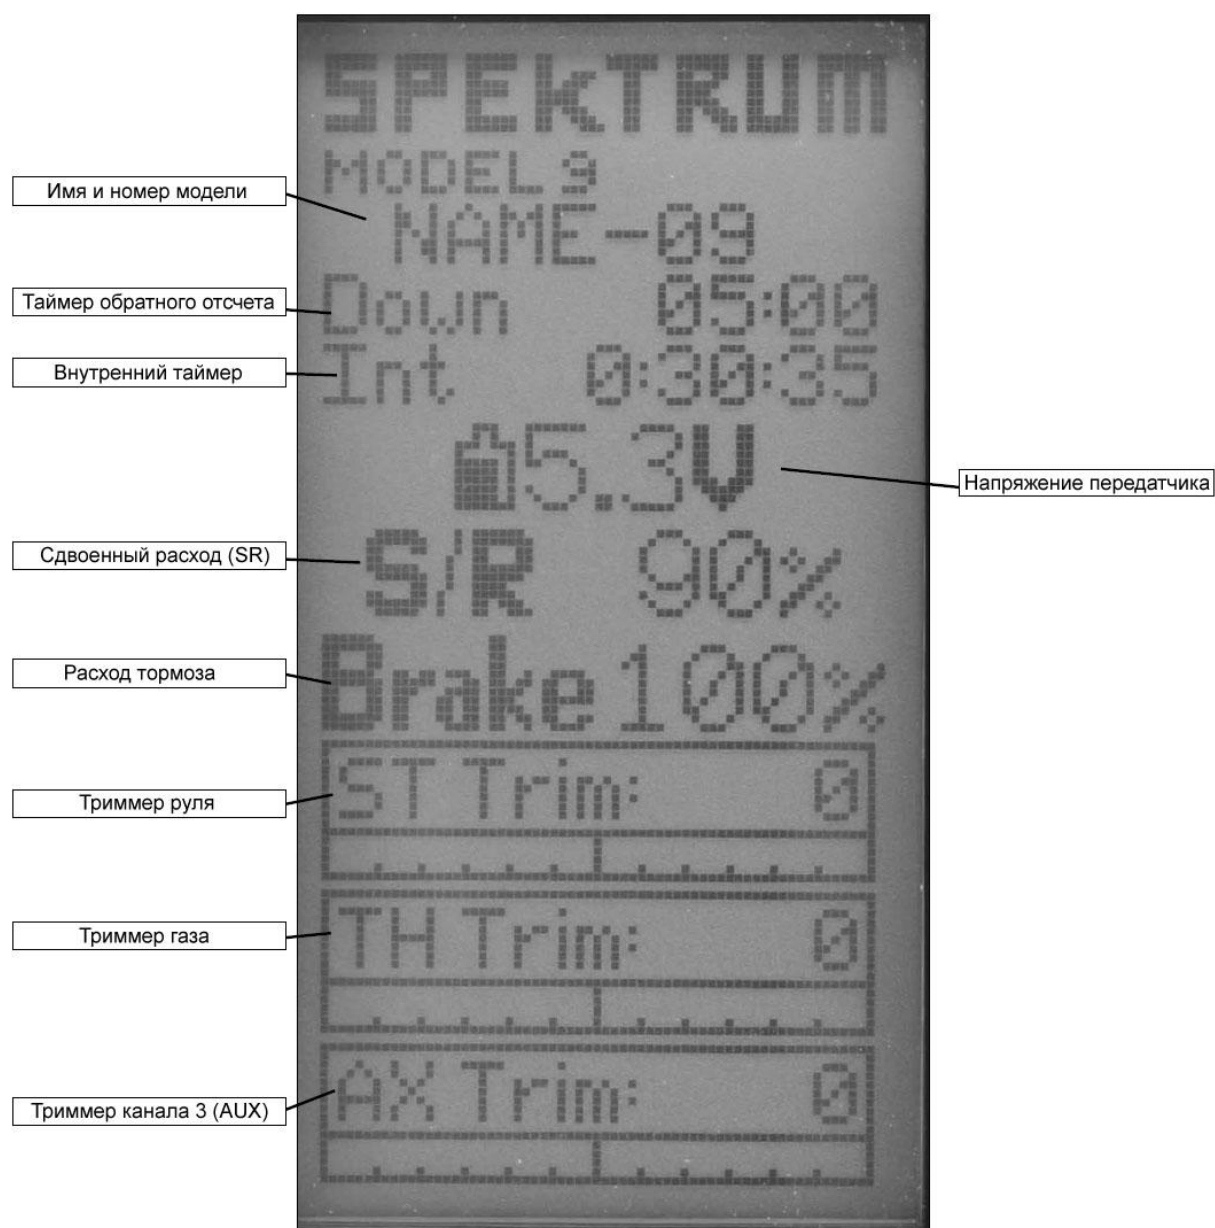 SPEKTRUM
MODEL 9
Имя и номер модели
NAME-09
Таймер обратного отсчета
Down 05:00
Внутренний таймер
Int 0:30:35
5.3V
Напряжение передатчика
Сдвоенный расход (SR)
S/R 90%
Расход тормоза
Brake 100%
Триммер руля
ST Trim: 0
Триммер газа
TH Trim: 0
Триммер канала 3 (AUX)
AX Trim: 0